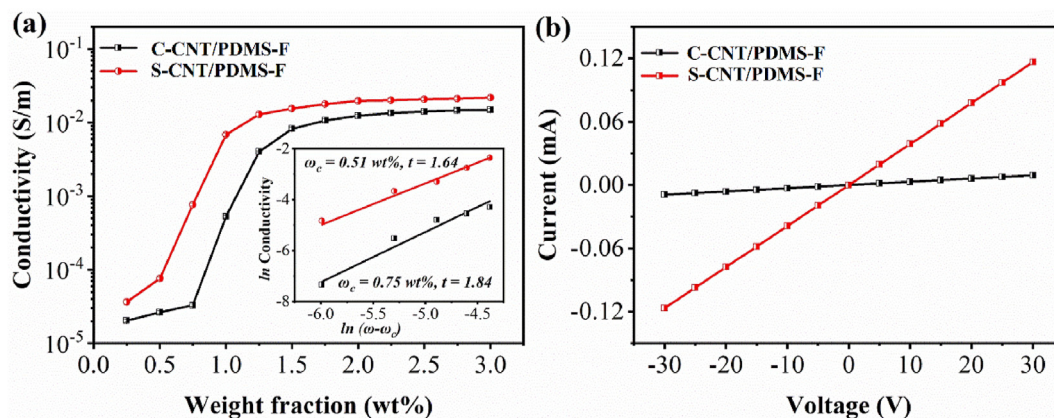 (a)
C-CNT/PDMS-F
S-CNT/PDMS-F
Conductivity (S/m)
10⁻¹
10⁻²
10⁻³
10⁻⁴
10⁻⁵
0.0 0.5 1.0 1.5 2.0 2.5 3.0
Weight fraction (wt%)
ω_c = 0.51 wt%, t = 1.64
ω_c = 0.75 wt%, t = 1.84
ln Conductivity
-2
-4
-6
-8
-6.0 -5.5 -5.0 -4.5
ln (ω-ω_c)
(b)
C-CNT/PDMS-F
S-CNT/PDMS-F
Current (mA)
0.12
0.06
0.00
-0.06
-0.12
-30 -20 -10 0 10 20 30
Voltage (V)